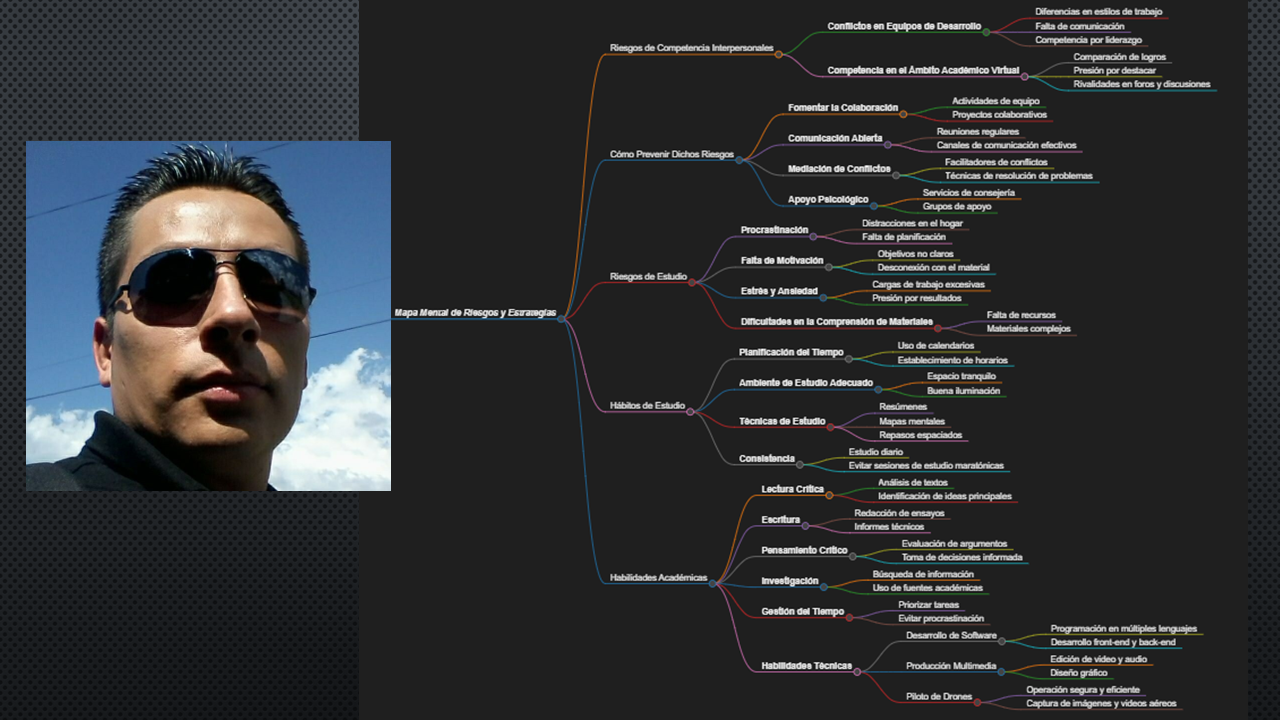 Mapa Mental de Riesgos y Estrategias
Riesgos de Competencia Interpersonales
Conflictos en Equipos de Desarrollo
Diferencias en estilos de trabajo
Falta de comunicación
Competencia por liderazgo
Competencia en el Ámbito Académico Virtual
Comparación de logros
Presión por destacar
Rivalidades en foros y discusiones
Cómo Prevenir Dichos Riesgos
Fomentar la Colaboración
Actividades de equipo
Proyectos colaborativos
Comunicación Abierta
Reuniones regulares
Canales de comunicación efectivos
Mediación de Conflictos
Facilitadores de conflictos
Técnicas de resolución de problemas
Apoyo Psicológico
Servicios de consejería
Grupos de apoyo
Riesgos de Estudio
Procrastinación
Distracciones en el hogar
Falta de planificación
Falta de Motivación
Objetivos no claros
Desconexión con el material
Estrés y Ansiedad
Cargas de trabajo excesivas
Presión por resultados
Dificultades en la Comprensión de Materiales
Falta de recursos
Materiales complejos
Hábitos de Estudio
Planificación del Tiempo
Uso de calendarios
Establecimiento de horarios
Ambiente de Estudio Adecuado
Espacio tranquilo
Buena iluminación
Técnicas de Estudio
Resúmenes
Mapas mentales
Repasos espaciados
Consistencia
Estudio diario
Evitar sesiones de estudio maratónicas
Habilidades Académicas
Lectura Crítica
Análisis de textos
Identificación de ideas principales
Escritura
Redacción de ensayos
Informes técnicos
Pensamiento Crítico
Evaluación de argumentos
Toma de decisiones informada
Investigación
Búsqueda de información
Uso de fuentes académicas
Gestión del Tiempo
Priorizar tareas
Evitar procrastinación
Habilidades Técnicas
Desarrollo de Software
Programación en múltiples lenguajes
Desarrollo front-end y back-end
Producción Multimedia
Edición de video y audio
Diseño gráfico
Piloto de Drones
Operación segura y eficiente
Captura de imágenes y videos aéreos